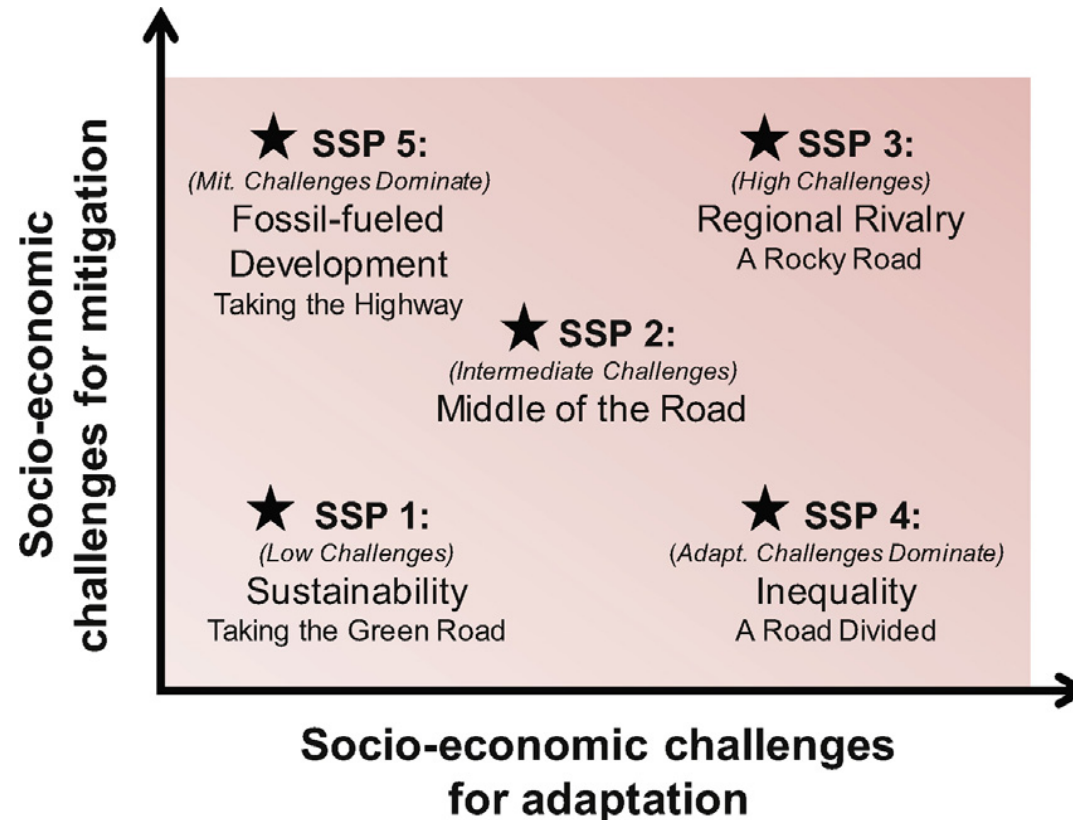 Socio-economic
challenges for mitigation
SSP 5:
(Mit. Challenges Dominate)
Fossil-fueled
Development
Taking the Highway
SSP 3:
(High Challenges)
Regional Rivalry
A Rocky Road
SSP 2:
(Intermediate Challenges)
Middle of the Road
SSP 1:
(Low Challenges)
Sustainability
Taking the Green Road
SSP 4:
(Adapt. Challenges Dominate)
Inequality
A Road Divided
Socio-economic challenges
for adaptation